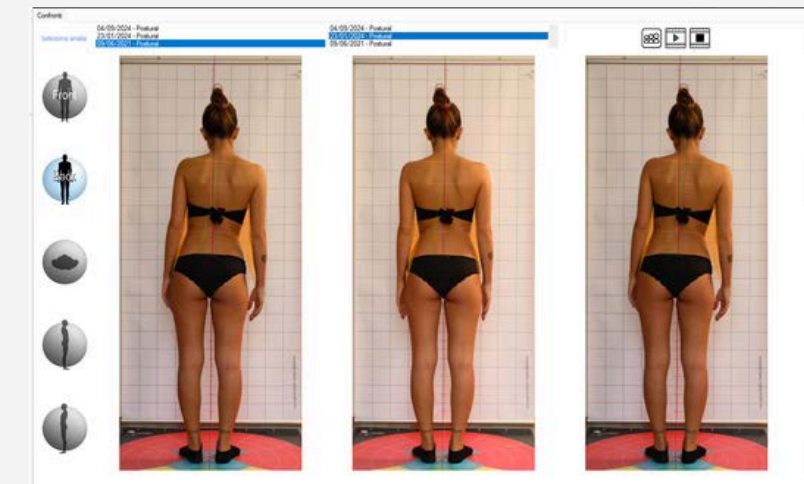 Confronti
Seleziona analisi
04/09/2024 - Postural
23/01/2024 - Postural
09/06/2021 - Postural
04/09/2024 - Postural
23/01/2024 - Postural
09/06/2021 - Postural
Front
Back